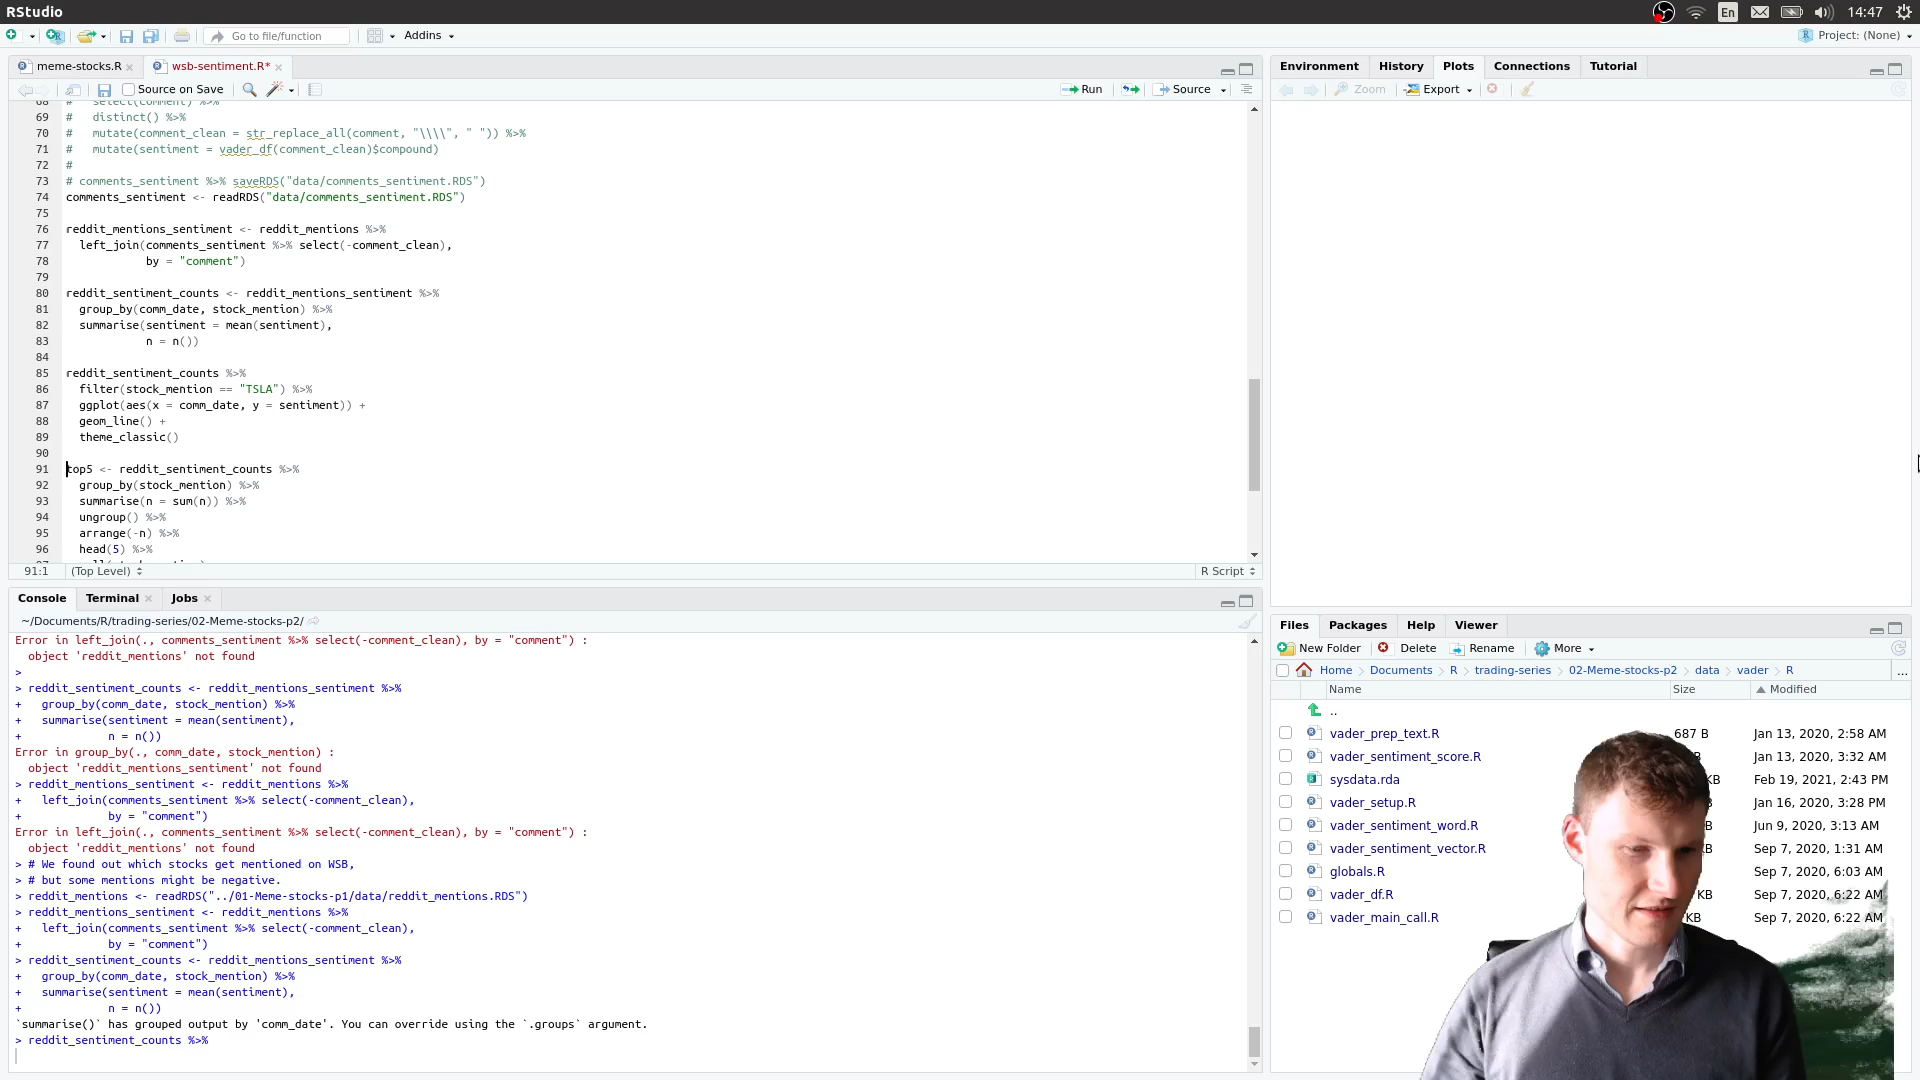 RStudio
En
14:47
Go to file/function
Addins
Project: (None)
meme-stocks.R
wsb-sentiment.R*
Source on Save
Run
Source
68 # select(comment) %>%
69 # distinct() %>%
70 # mutate(comment_clean = str_replace_all(comment, "\\\\", " ")) %>%
71 # mutate(sentiment = vader_df(comment_clean)$compound)
72 #
73 # comments_sentiment %>% saveRDS("data/comments_sentiment.RDS")
74 comments_sentiment <- readRDS("data/comments_sentiment.RDS")
75
76 reddit_mentions_sentiment <- reddit_mentions %>%
77 left_join(comments_sentiment %>% select(-comment_clean),
78 by = "comment")
79
80 reddit_sentiment_counts <- reddit_mentions_sentiment %>%
81 group_by(comm_date, stock_mention) %>%
82 summarise(sentiment = mean(sentiment),
83 n = n())
84
85 reddit_sentiment_counts %>%
86 filter(stock_mention == "TSLA") %>%
87 ggplot(aes(x = comm_date, y = sentiment)) +
88 geom_line() +
89 theme_classic()
90
91 top5 <- reddit_sentiment_counts %>%
92 group_by(stock_mention) %>%
93 summarise(n = sum(n)) %>%
94 ungroup() %>%
95 arrange(-n) %>%
96 head(5) %>%
91:1 (Top Level) R Script
Console Terminal Jobs
~/Documents/R/trading-series/02-Meme-stocks-p2/
Error in left_join(., comments_sentiment %>% select(-comment_clean), by = "comment") :
object 'reddit_mentions' not found
>
> reddit_sentiment_counts <- reddit_mentions_sentiment %>%
+ group_by(comm_date, stock_mention) %>%
+ summarise(sentiment = mean(sentiment),
+ n = n())
Error in group_by(., comm_date, stock_mention) :
object 'reddit_mentions_sentiment' not found
> reddit_mentions_sentiment <- reddit_mentions %>%
+ left_join(comments_sentiment %>% select(-comment_clean),
+ by = "comment")
Error in left_join(., comments_sentiment %>% select(-comment_clean), by = "comment") :
object 'reddit_mentions' not found
> # We found out which stocks get mentioned on WSB,
> # but some mentions might be negative.
> reddit_mentions <- readRDS("../01-Meme-stocks-p1/data/reddit_mentions.RDS")
> reddit_mentions_sentiment <- reddit_mentions %>%
+ left_join(comments_sentiment %>% select(-comment_clean),
+ by = "comment")
> reddit_sentiment_counts <- reddit_mentions_sentiment %>%
+ group_by(comm_date, stock_mention) %>%
+ summarise(sentiment = mean(sentiment),
+ n = n())
`summarise()` has grouped output by 'comm_date'. You can override using the `.groups` argument.
> reddit_sentiment_counts %>%
Environment History Plots Connections Tutorial
Zoom Export
Files Packages Help Viewer
New Folder Delete Rename More
Home Documents R trading-series 02-Meme-stocks-p2 data vader R ...
Name Size Modified
..
vader_prep_text.R 687 B Jan 13, 2020, 2:58 AM
vader_sentiment_score.R B Jan 13, 2020, 3:32 AM
sysdata.rda KB Feb 19, 2021, 2:43 PM
vader_setup.R B Jan 16, 2020, 3:28 PM
vader_sentiment_word.R B Jun 9, 2020, 3:13 AM
vader_sentiment_vector.R KB Sep 7, 2020, 1:31 AM
globals.R Sep 7, 2020, 6:03 AM
vader_df.R KB Sep 7, 2020, 6:22 AM
vader_main_call.R KB Sep 7, 2020, 6:22 AM